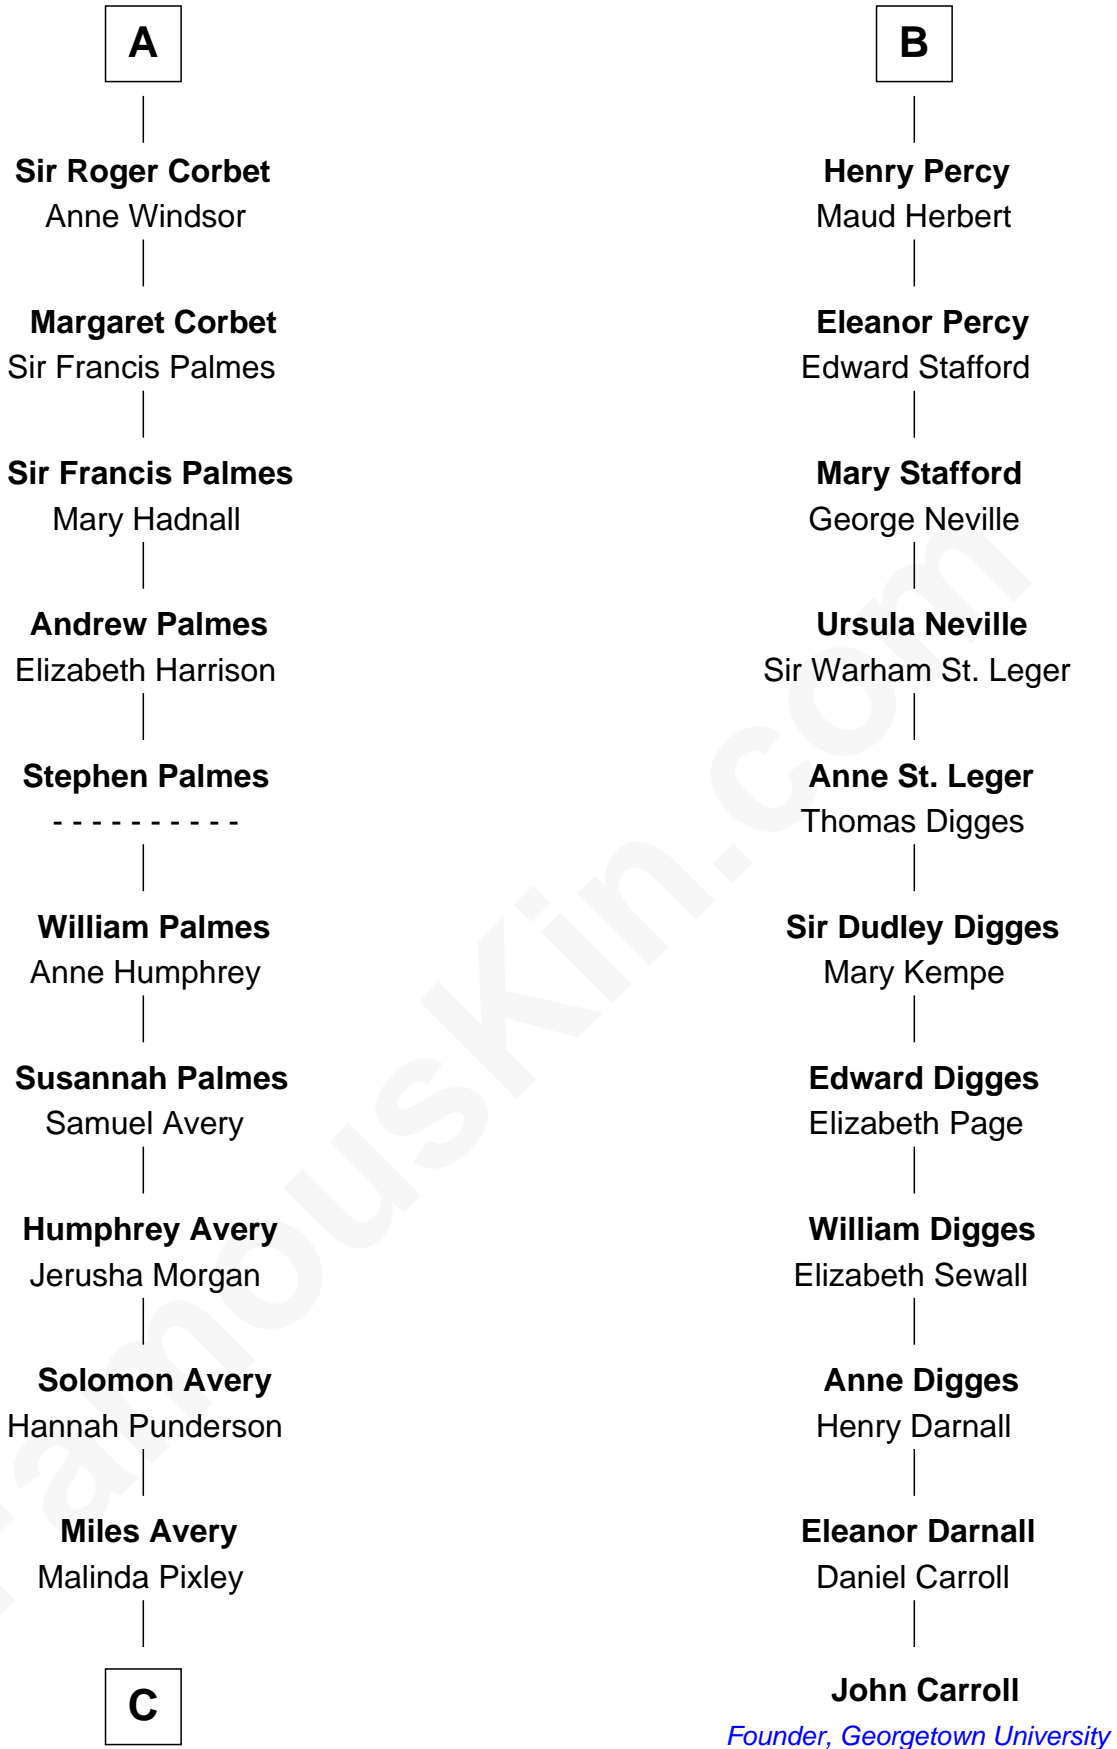 A
Sir Roger Corbet
Anne Windsor
Margaret Corbet
Sir Francis Palmes
Sir Francis Palmes
Mary Hadnall
Andrew Palmes
Elizabeth Harrison
Stephen Palmes
- - - - - - - - - -
William Palmes
Anne Humphrey
Susannah Palmes
Samuel Avery
Humphrey Avery
Jerusha Morgan
Solomon Avery
Hannah Punderson
Miles Avery
Malinda Pixley
C
B
Henry Percy
Maud Herbert
Eleanor Percy
Edward Stafford
Mary Stafford
George Neville
Ursula Neville
Sir Warham St. Leger
Anne St. Leger
Thomas Digges
Sir Dudley Digges
Mary Kempe
Edward Digges
Elizabeth Page
William Digges
Elizabeth Sewall
Anne Digges
Henry Darnall
Eleanor Darnall
Daniel Carroll
John Carroll
Founder, Georgetown University
FamousKin.com